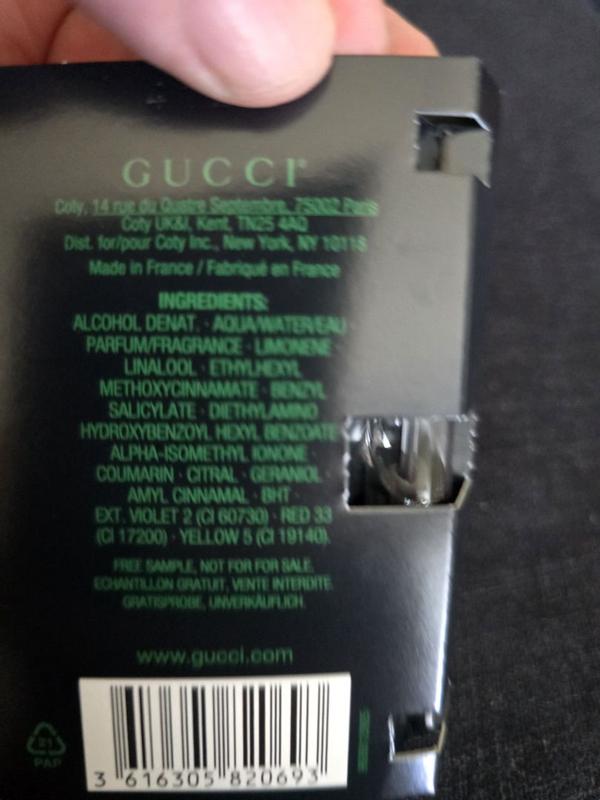 GUCCI®
Coty, 14 rue du Quatre Septembre, 75002 Paris
Coty UK&I, Kent, TN25 4AQ
Dist. for/pour Coty Inc., New York, NY 10118
Made in France / Fabriqué en France
INGREDIENTS:
ALCOHOL DENAT. · AQUA/WATER/EAU ·
PARFUM/FRAGRANCE · LIMONENE ·
LINALOOL · ETHYLHEXYL
METHOXYCINNAMATE · BENZYL
SALICYLATE · DIETHYLAMINO
HYDROXYBENZOYL HEXYL BENZOATE ·
ALPHA-ISOMETHYL IONONE ·
COUMARIN · CITRAL · GERANIOL ·
AMYL CINNAMAL · BHT ·
EXT. VIOLET 2 (CI 60730) · RED 33
(CI 17200) · YELLOW 5 (CI 19140).
FREE SAMPLE, NOT FOR FOR SALE.
ECHANTILLON GRATUIT, VENTE INTERDITE.
GRATISPROBE, UNVERKÄUFLICH.
www.gucci.com
3 616305 820693
21
PAP